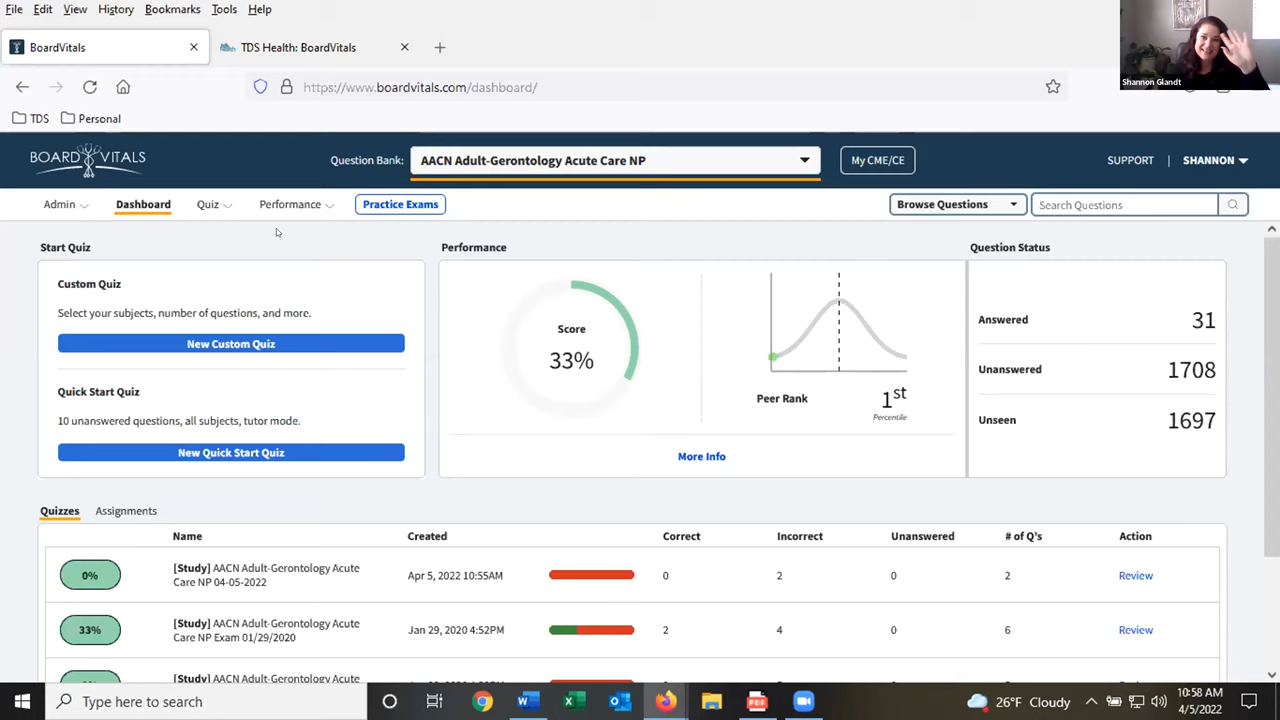 File Edit View History Bookmarks Tools Help
BoardVitals
TDS Health: BoardVitals
Shannon Glandt
https://www.boardvitals.com/dashboard/
TDS Personal
BOARD VITALS
Question Bank: AACN Adult-Gerontology Acute Care NP My CME/CE SUPPORT | SHANNON
Admin Dashboard Quiz Performance Practice Exams Browse Questions Search Questions
Start Quiz
Custom Quiz
Select your subjects, number of questions, and more.
New Custom Quiz
Quick Start Quiz
10 unanswered questions, all subjects, tutor mode.
New Quick Start Quiz
Performance
Score
33%
Peer Rank 1st
Percentile
More Info
Question Status
Answered 31
Unanswered 1708
Unseen 1697
Quizzes Assignments
Name Created Correct Incorrect Unanswered # of Q's Action
0% [Study] AACN Adult-Gerontology Acute
Care NP 04-05-2022
Apr 5, 2022 10:55AM 0 2 0 2 Review
33% [Study] AACN Adult-Gerontology Acute
Care NP Exam 01/29/2020
Jan 29, 2020 4:52PM 2 4 0 6 Review
[Study] AACN Adult-Gerontology Acute
Type here to search
26°F Cloudy
10:58 AM
4/5/2022